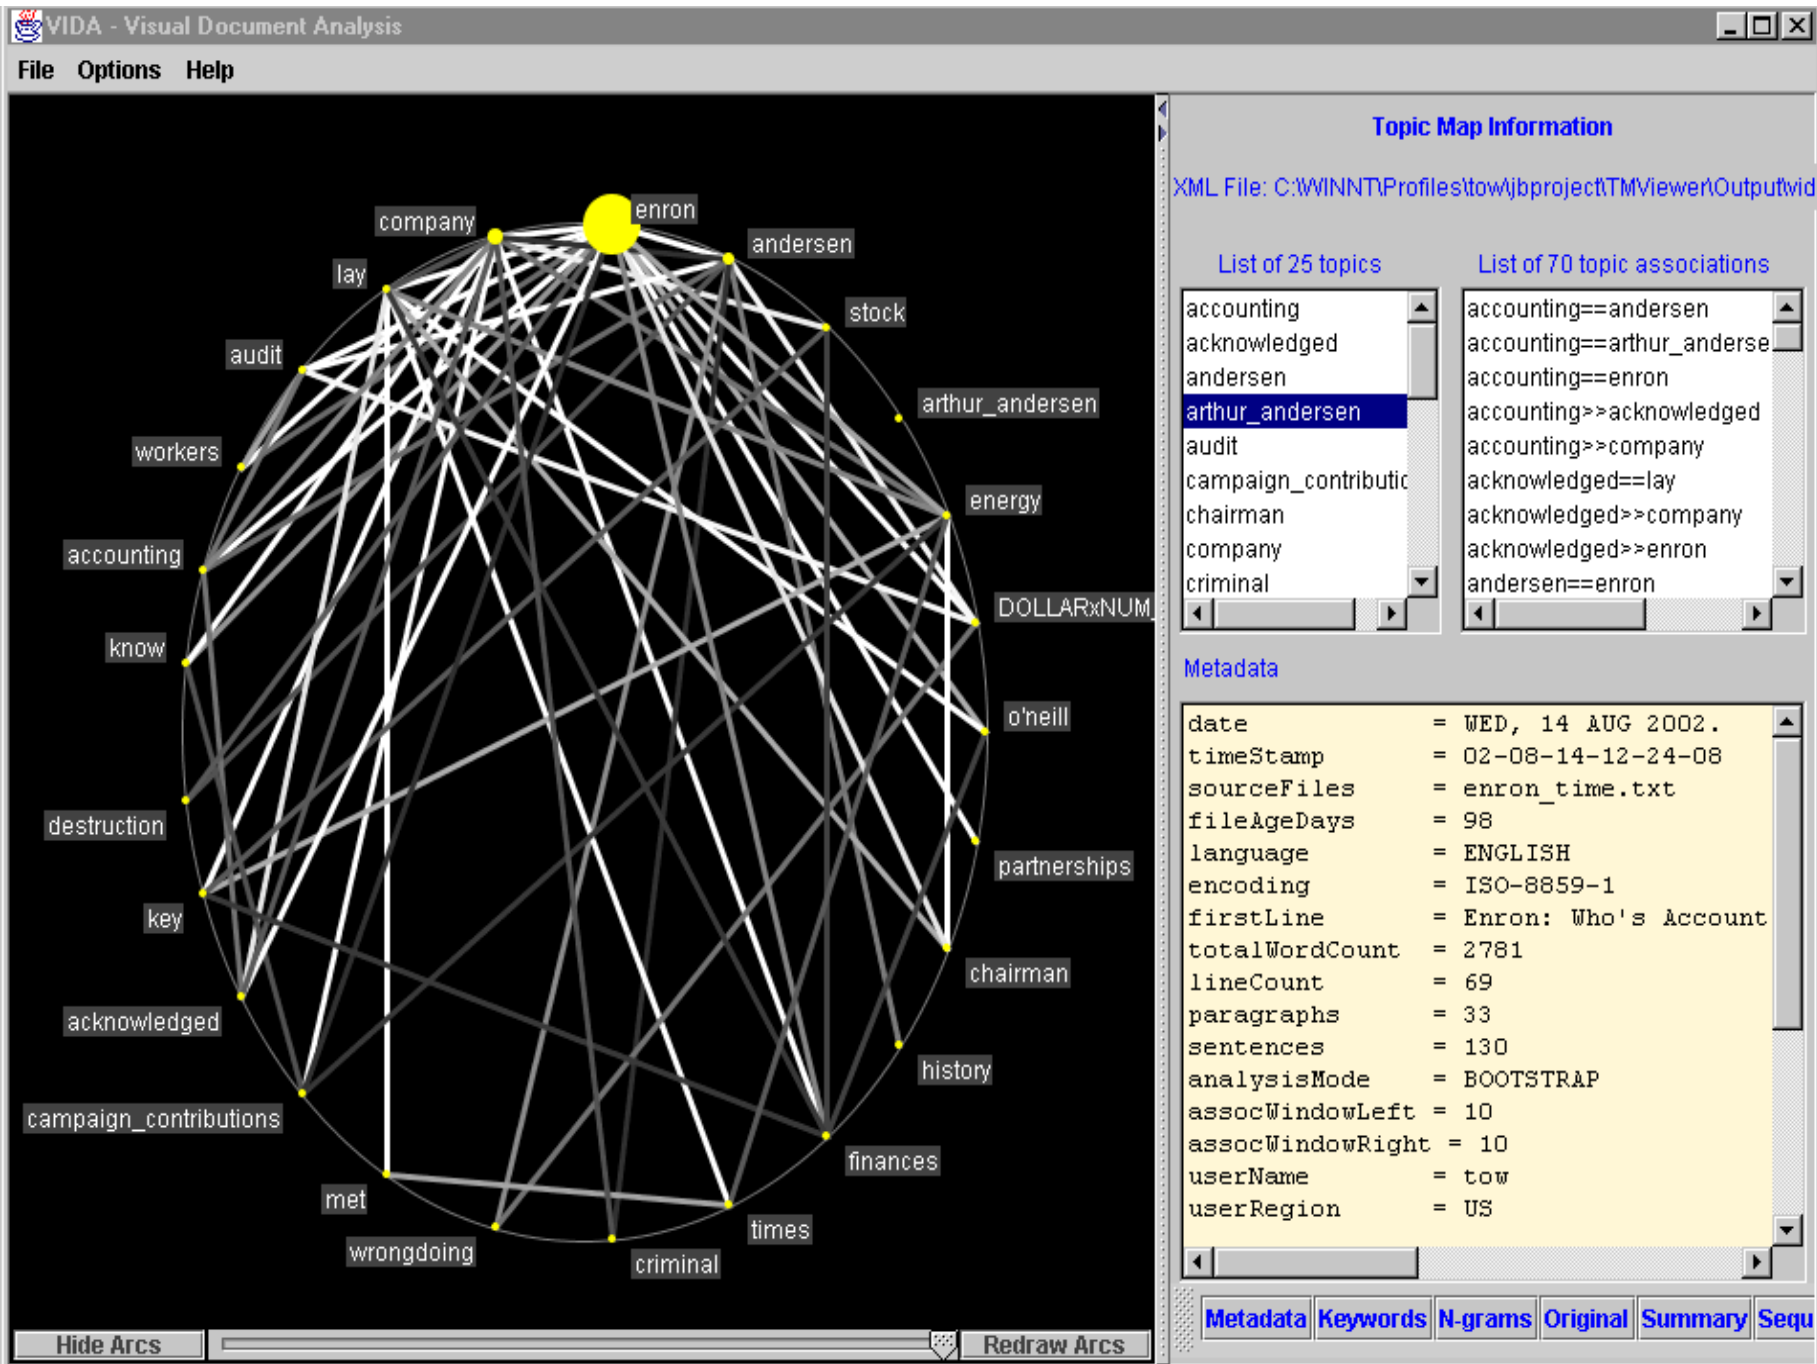 VIDA - Visual Document Analysis
File Options Help
enron
company
andersen
lay
stock
audit
arthur_andersen
workers
energy
accounting
DOLLARxNUM_
know
o'neill
destruction
partnerships
key
chairman
acknowledged
history
campaign_contributions
finances
met
times
wrongdoing
criminal
Hide Arcs
Redraw Arcs
Topic Map Information
XML File: C:\WINNT\Profiles\tow\jbproject\TMViewer\Output\vid
List of 25 topics
accounting
acknowledged
andersen
arthur_andersen
audit
campaign_contributic
chairman
company
criminal
List of 70 topic associations
accounting==andersen
accounting==arthur_anderse
accounting==enron
accounting>>acknowledged
accounting>>company
acknowledged==lay
acknowledged>>company
acknowledged>>enron
andersen==enron
Metadata
date = WED, 14 AUG 2002.
timeStamp = 02-08-14-12-24-08
sourceFiles = enron_time.txt
fileAgeDays = 98
language = ENGLISH
encoding = ISO-8859-1
firstLine = Enron: Who's Account
totalWordCount = 2781
lineCount = 69
paragraphs = 33
sentences = 130
analysisMode = BOOTSTRAP
assocWindowLeft = 10
assocWindowRight = 10
userName = tow
userRegion = US
Metadata Keywords N-grams Original Summary Sequ